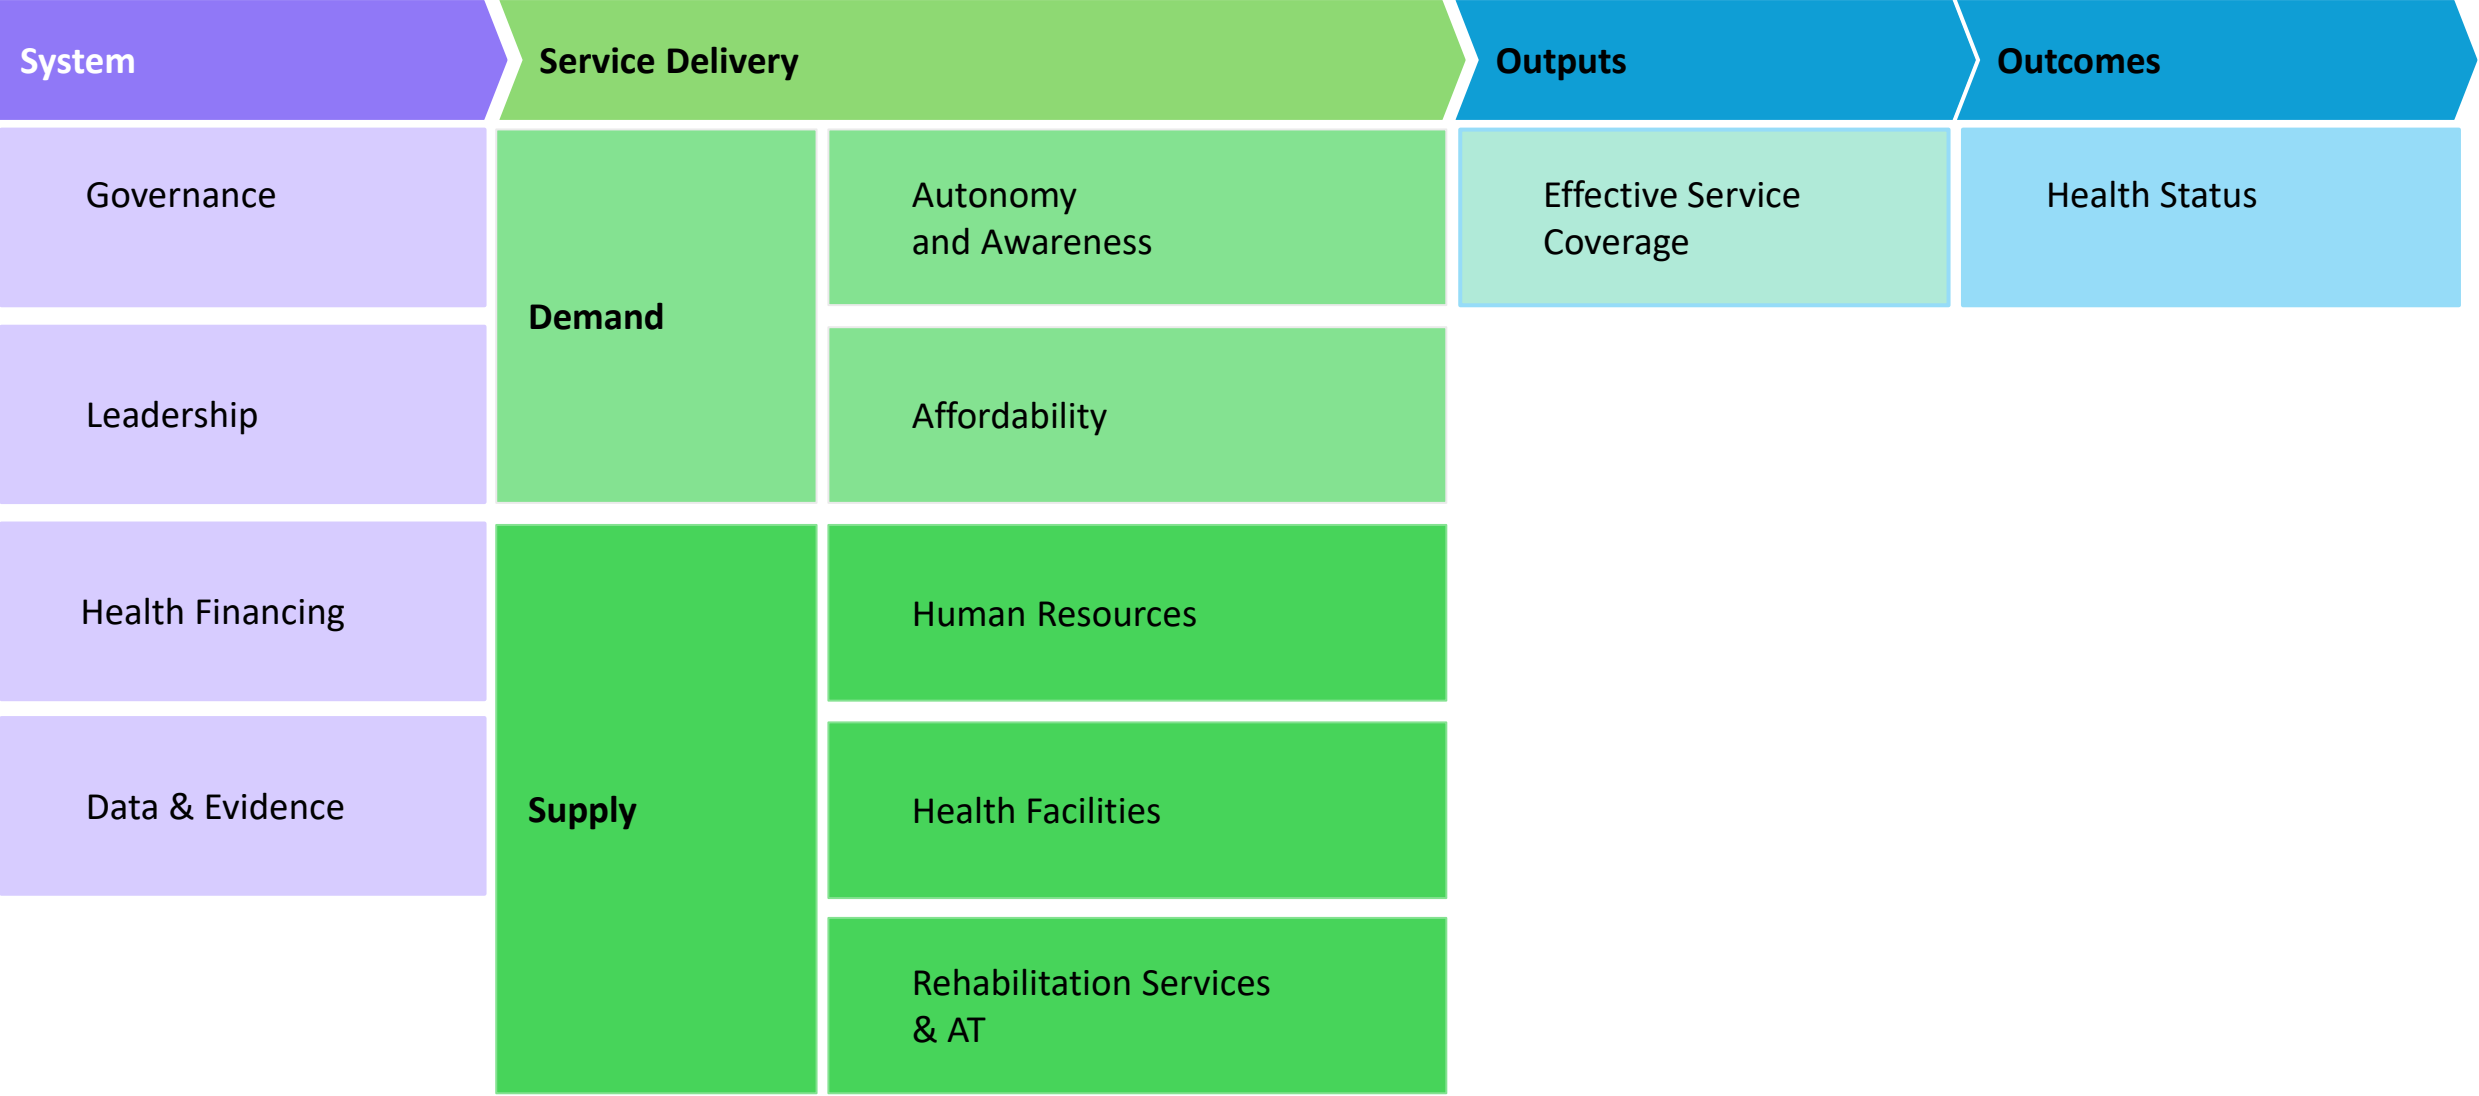 System
Service Delivery
Outputs
Outcomes
Governance
Leadership
Health Financing
Data & Evidence
Demand
Autonomy
and Awareness
Affordability
Supply
Human Resources
Health Facilities
Rehabilitation Services
& AT
Effective Service
Coverage
Health Status